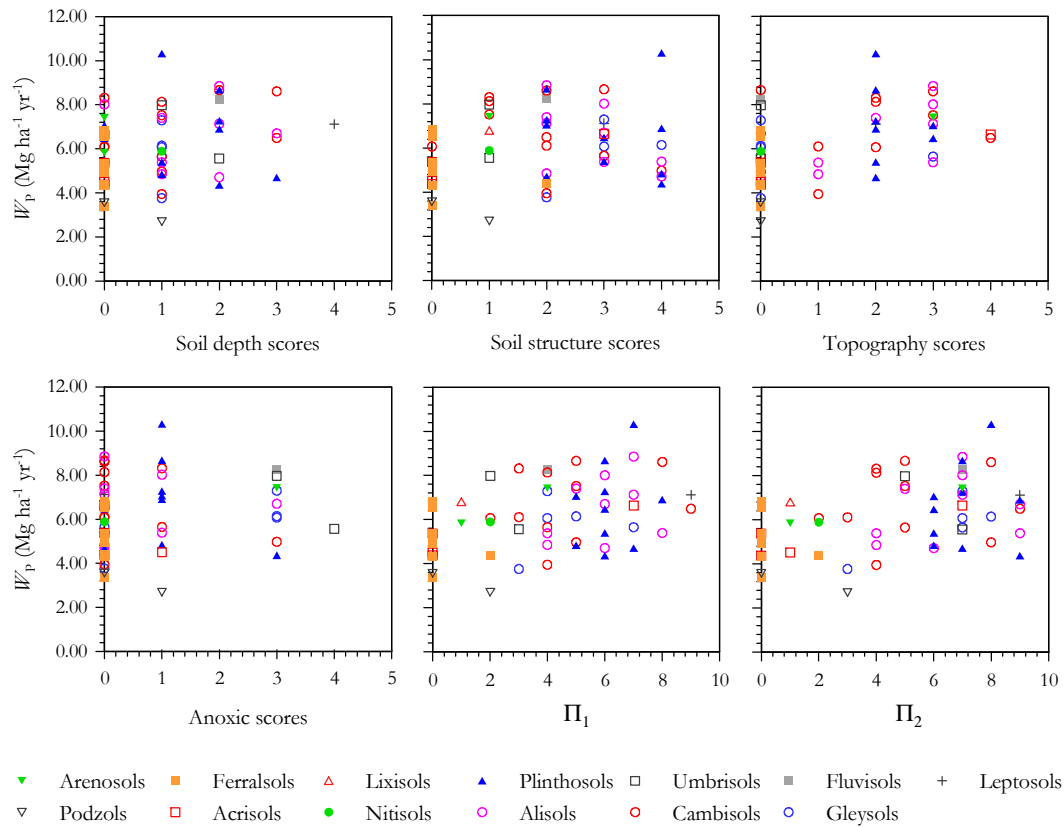 12.00
10.00
8.00
6.00
4.00
2.00
0.00
W_P (Mg ha⁻¹ yr⁻¹)
0 1 2 3 4 5
Soil depth scores
0 1 2 3 4 5
Soil structure scores
0 1 2 3 4 5
Topography scores
12.00
10.00
8.00
6.00
4.00
2.00
0.00
W_P (Mg ha⁻¹ yr⁻¹)
0 1 2 3 4 5
Anoxic scores
0 2 4 6 8 10
Π₁
0 2 4 6 8 10
Π₂
Arenosols Ferralsols Lixisols Plinthosols Umbrisols Fluvisols Leptosols
Podzols Acrisols Nitisols Alisols Cambisols Gleysols